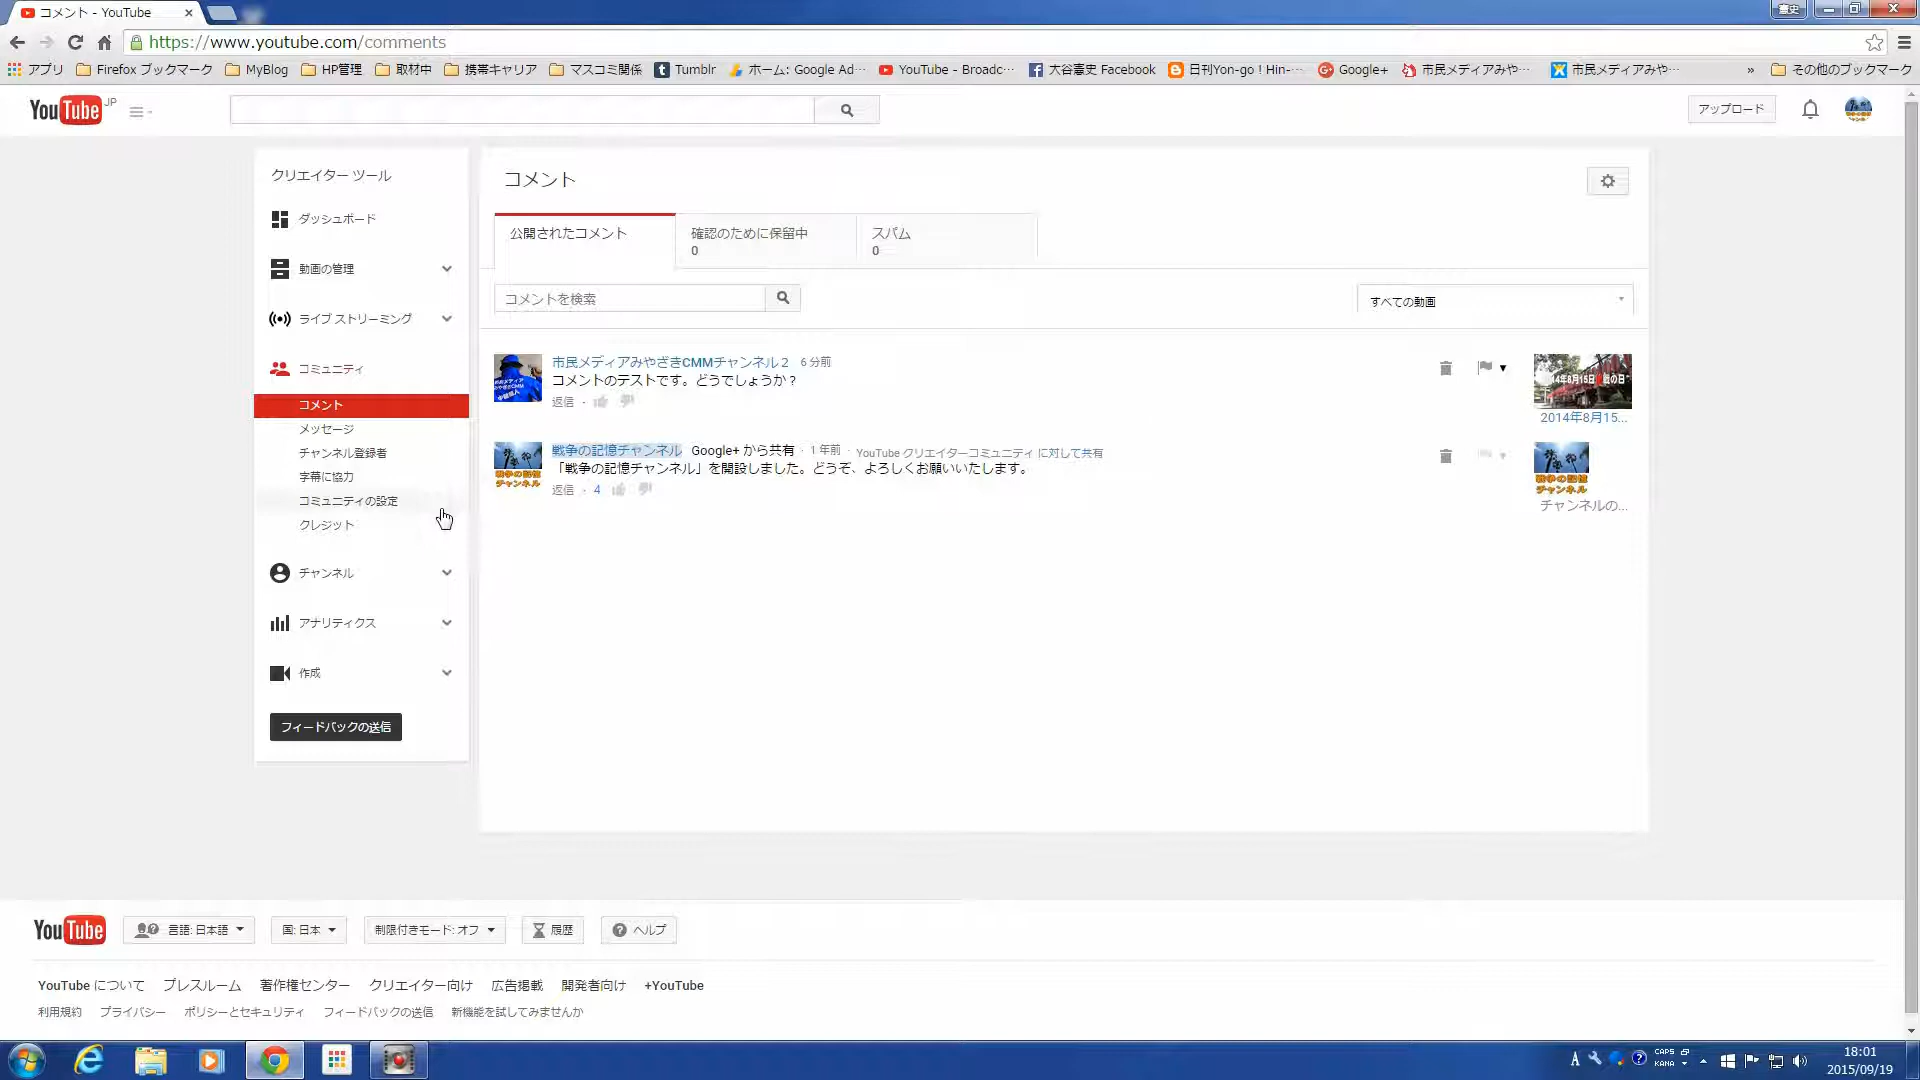 コメント - YouTube
憲史
https://www.youtube.com/comments
アプリ Firefox ブックマーク MyBlog HP管理 取材中 携帯キャリア マスコミ関係 Tumblr ホーム: Google Ad… YouTube - Broadc… 大谷憲史 Facebook 日刊Yon-go ! Hin-… Google+ 市民メディアみや… 市民メディアみや… » その他のブックマーク
YouTube JP
アップロード
クリエイター ツール
ダッシュボード
動画の管理
ライブ ストリーミング
コミュニティ
コメント
メッセージ
チャンネル登録者
字幕に協力
コミュニティの設定
クレジット
チャンネル
アナリティクス
作成
フィードバックの送信
コメント
公開されたコメント
確認のために保留中
0
スパム
0
コメントを検索
すべての動画
市民メディアみやざきCMMチャンネル 2 6 分前
コメントのテストです。どうでしょうか？
返信 ·
2014年8月15...
戦争の記憶チャンネル Google+ から共有 · 1 年前 · YouTube クリエイターコミュニティ に対して共有
「戦争の記憶チャンネル」を開設しました。どうぞ、よろしくお願いいたします。
返信 · 4
戦争の記憶
チャンネル
戦争の記憶
チャンネル
チャンネルの...
YouTube 言語: 日本語 国: 日本 制限付きモード: オフ 履歴 ヘルプ
YouTube について プレスルーム 著作権センター クリエイター向け 広告掲載 開発者向け +YouTube
利用規約 プライバシー ポリシーとセキュリティ フィードバックの送信 新機能を試してみませんか
A CAPS
KANA
18:01
2015/09/19